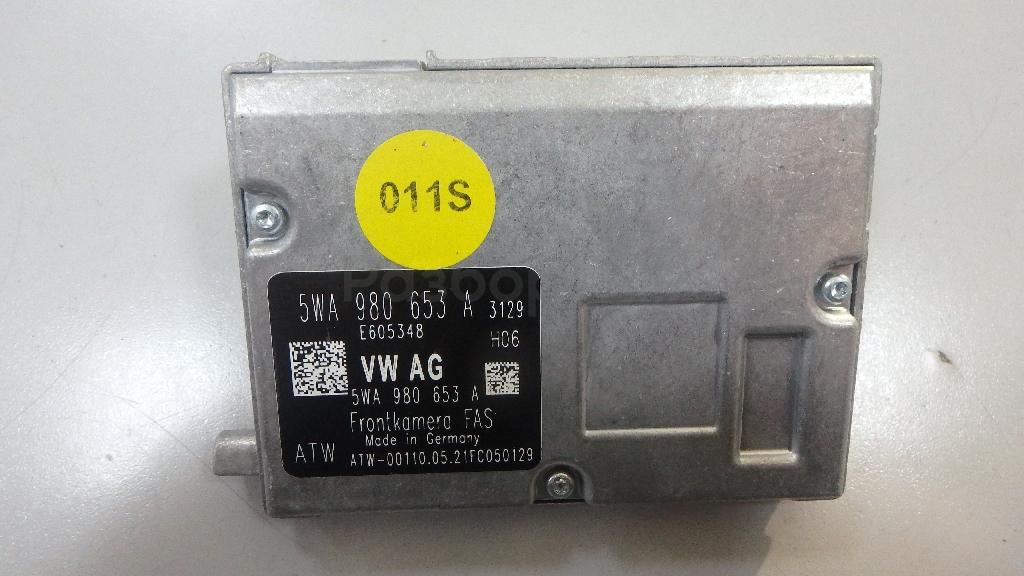 011S
Разбор
5WA 980 653 A 3129
E605348 H06
VW AG
5WA 980 653 A
Frontkamera FAS
Made in Germany
ATW ATW-00110.05.21FC050129